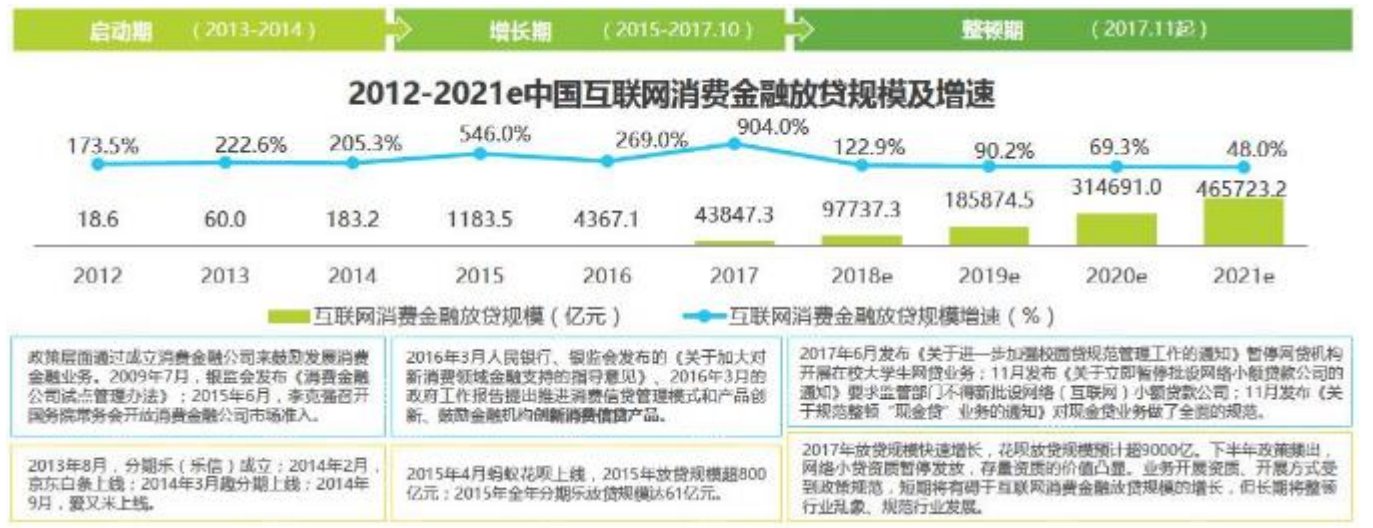 启动期 （2013-2014）
增长期 （2015-2017.10）
整顿期 （2017.11起）
2012-2021e中国互联网消费金融放贷规模及增速
173.5% 222.6% 205.3% 546.0% 269.0% 904.0% 122.9% 90.2% 69.3% 48.0%
18.6 60.0 183.2 1183.5 4367.1 43847.3 97737.3 185874.5 314691.0 465723.2
2012 2013 2014 2015 2016 2017 2018e 2019e 2020e 2021e
互联网消费金融放贷规模（亿元） 互联网消费金融放贷规模增速（%）
政策层面通过成立消费金融公司来鼓励发展消费
金融业务。2009年7月，银监会发布《消费金融
公司试点管理办法》；2015年6月，李克强召开
国务院常务会开放消费金融公司市场准入。
2016年3月人民银行、银监会发布的《关于加大对
新消费领域金融支持的指导意见》、2016年3月的
政府工作报告提出推进消费信贷管理模式和产品创
新、鼓励金融机构创新消费信贷产品。
2017年6月发布《关于进一步加强校园贷规范管理工作的通知》暂停网贷机构
开展在校大学生网贷业务；11月发布《关于立即暂停批设网络小额贷款公司的
通知》要求监管部门不得新批设网络（互联网）小额贷款公司；11月发布《关
于规范整顿“现金贷”业务的通知》对现金贷业务做了全面的规范。
2013年8月，分期乐（乐信）成立；2014年2月，
京东白条上线；2014年3月趣分期上线；2014年
9月，爱又米上线。
2015年4月蚂蚁花呗上线，2015年放贷规模超800
亿元；2015年全年分期乐放贷规模达61亿元。
2017年放贷规模快速增长，花呗放贷规模预计超9000亿。下半年政策频出，
网络小贷资质暂停发放，存量资质的价值凸显。业务开展资质、开展方式受
到政策规范，短期将有碍于互联网消费金融放贷规模的增长，但长期将整顿
行业乱象、规范行业发展。